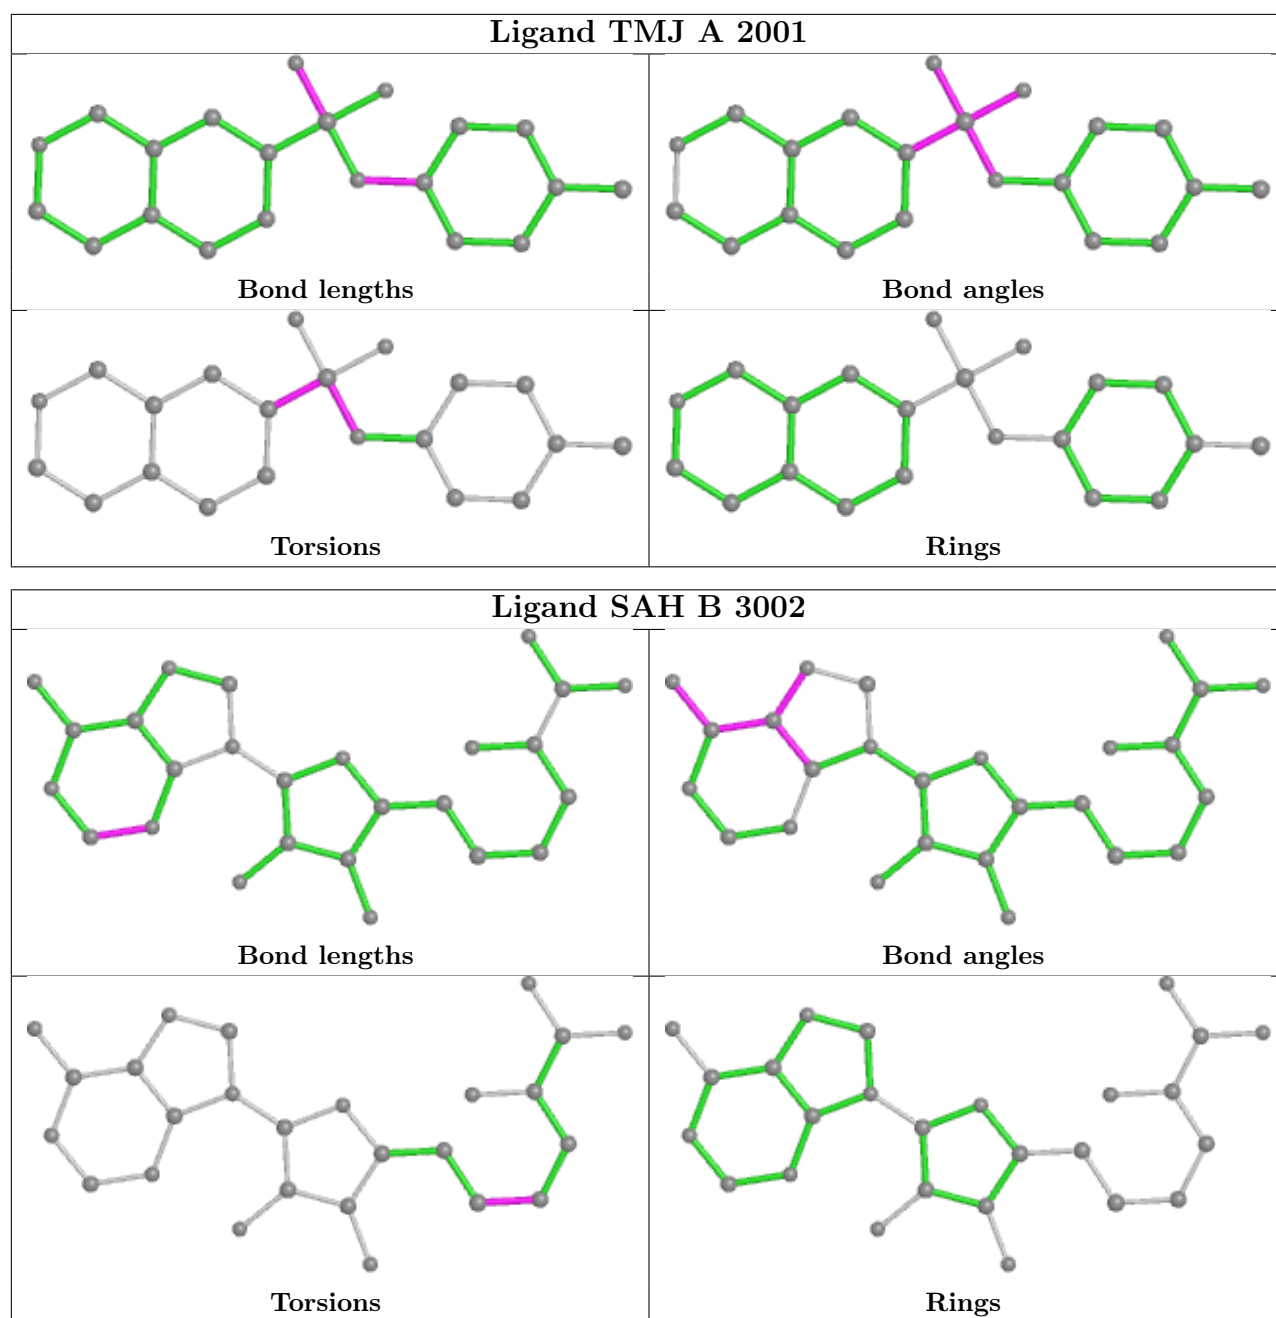 Ligand TMJ A 2001
Bond lengths
Bond angles
Torsions
Rings
Ligand SAH B 3002
Bond lengths
Bond angles
Torsions
Rings